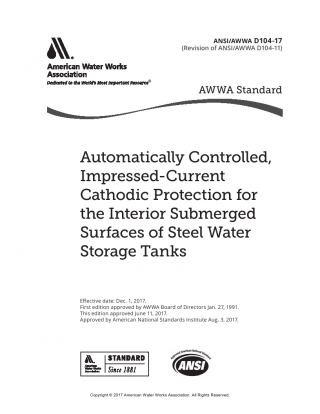 ANSI/AWWA D104-17
(Revision of ANSI/AWWA D104-11)
American Water Works
Association
Dedicated to the World's Most Important Resource®
AWWA Standard
Automatically Controlled,
Impressed-Current
Cathodic Protection for
the Interior Submerged
Surfaces of Steel Water
Storage Tanks
Effective date: Dec. 1, 2017.
First edition approved by AWWA Board of Directors Jan. 27, 1991.
This edition approved June 11, 2017.
Approved by American National Standards Institute Aug. 3, 2017.
American
Water Works
Association
STANDARD
Since 1881
ANSI
Copyright © 2017 American Water Works Association. All Rights Reserved.